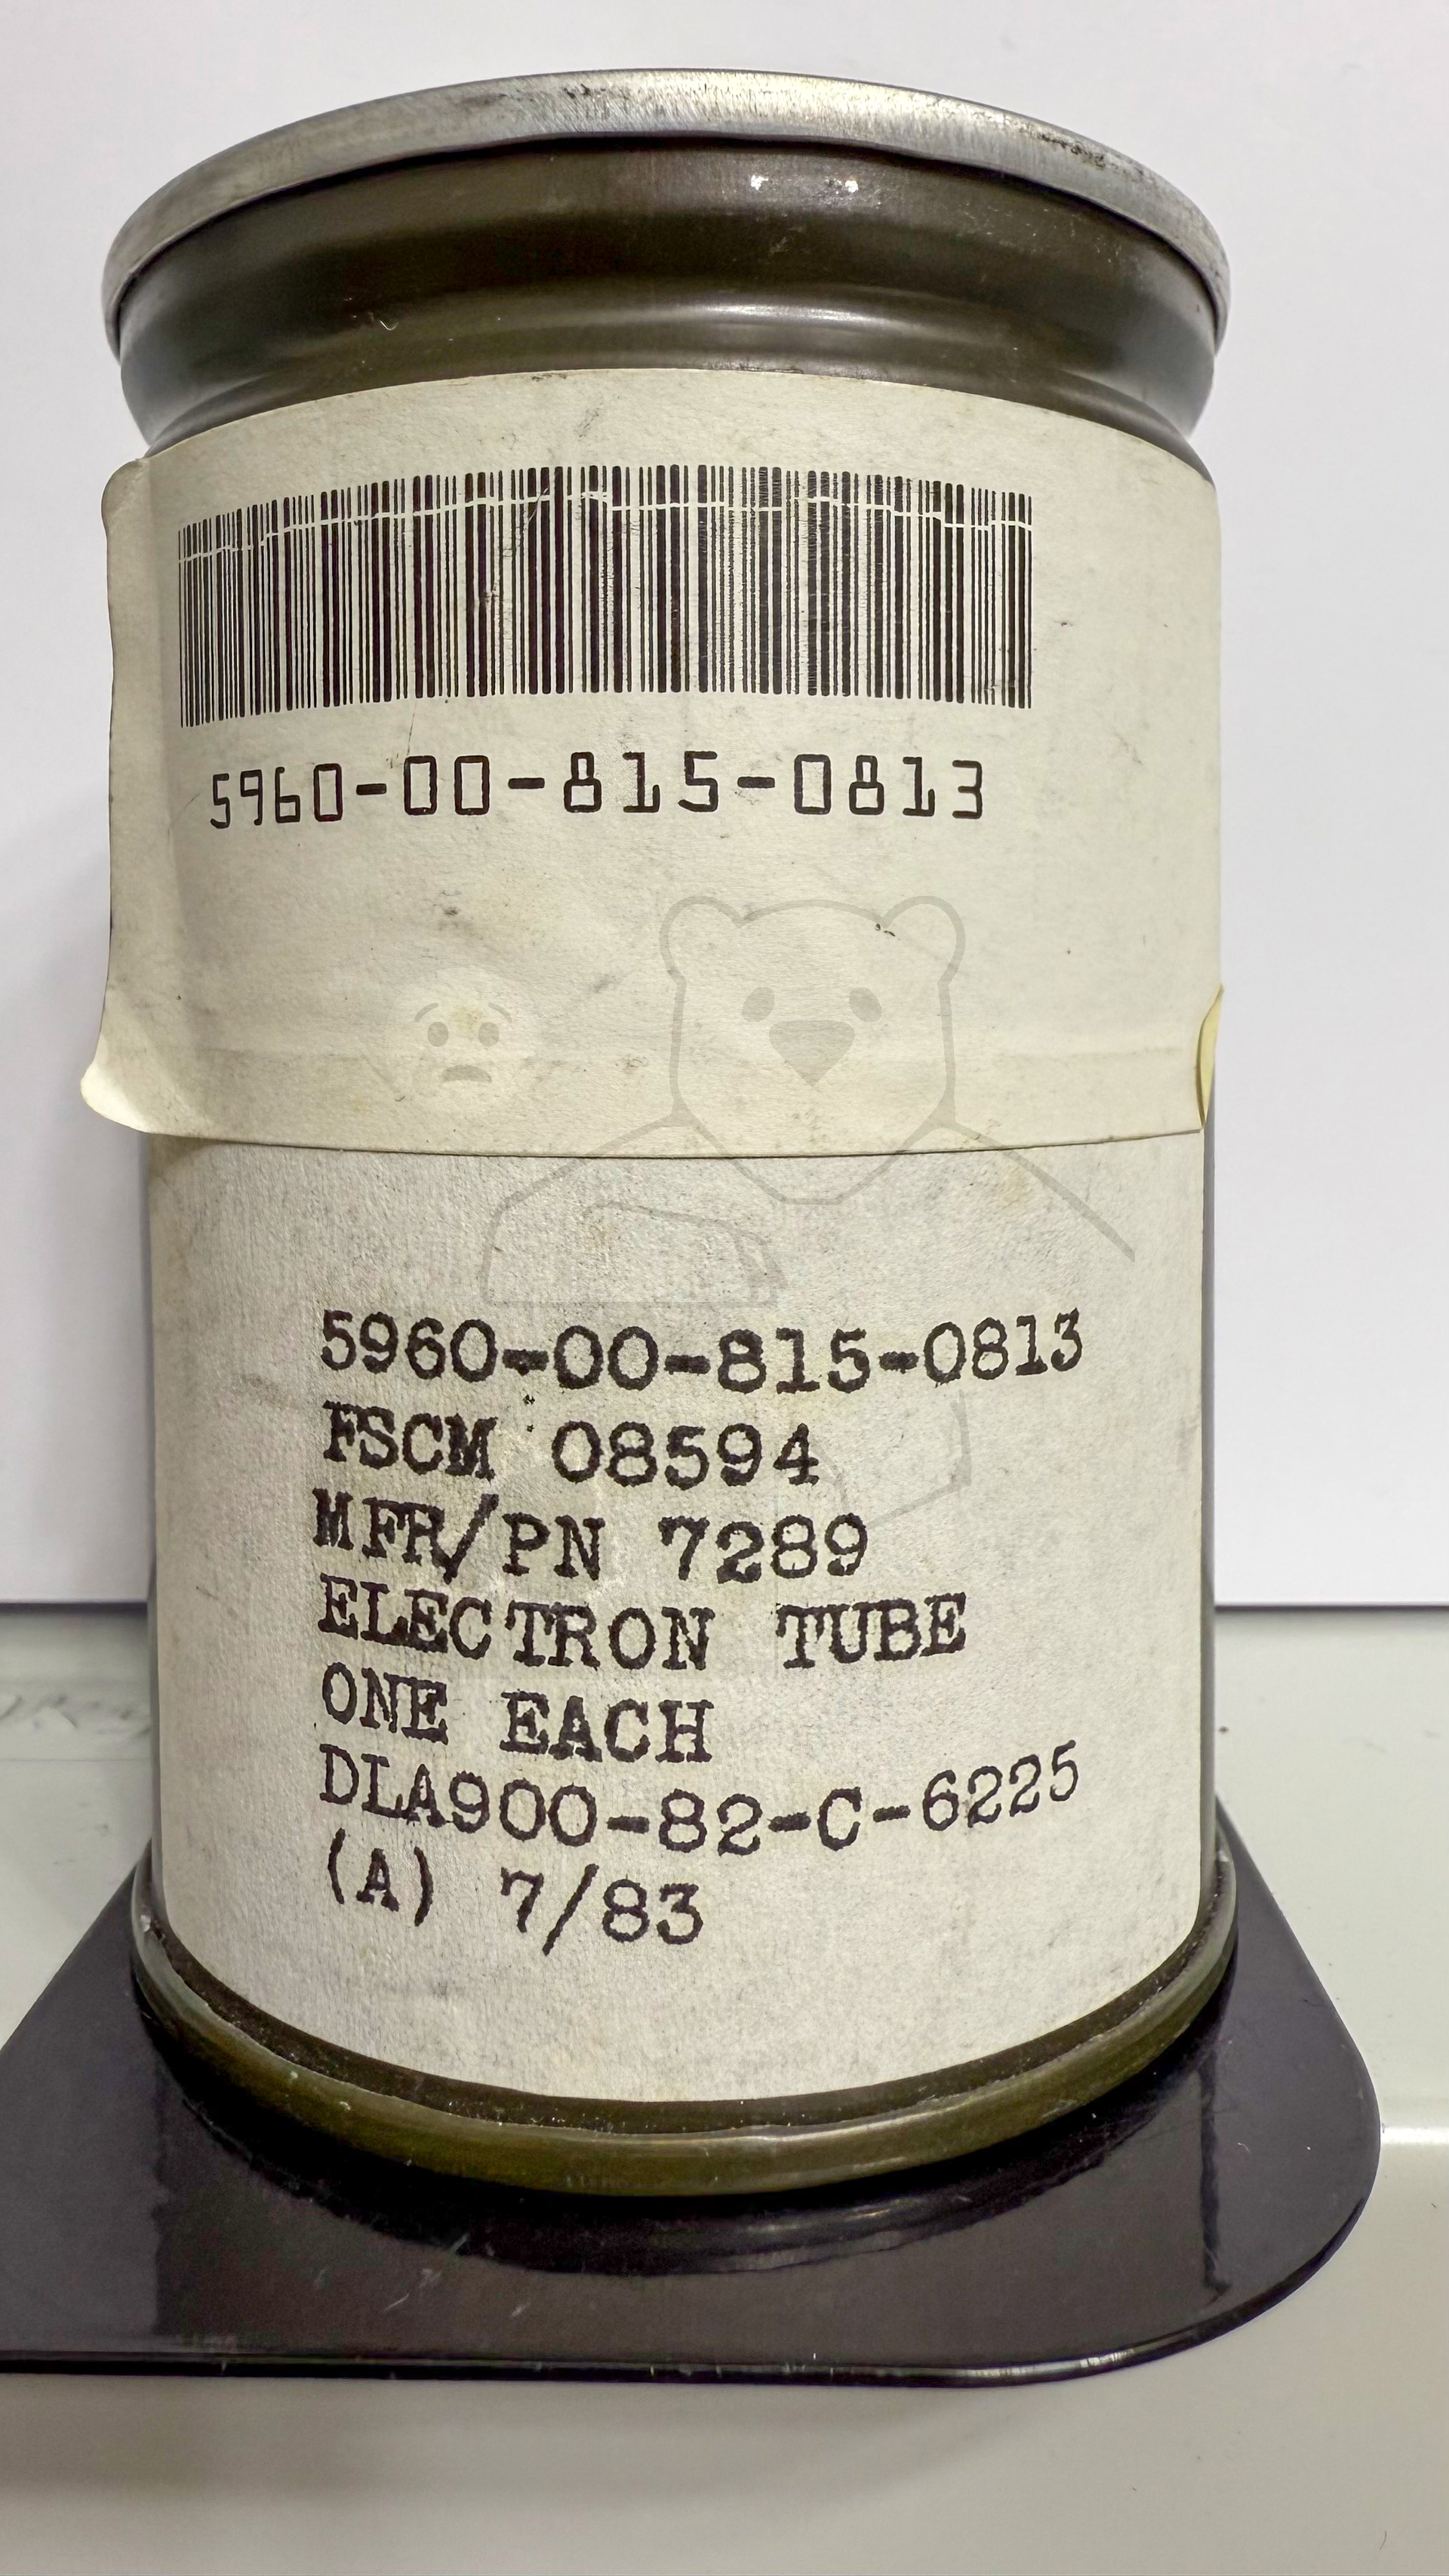 5960-00-815-0813
5960-00-815-0813
FSCM 08594
MFR/PN 7289
ELECTRON TUBE
ONE EACH
DLA900-82-C-6225
(A) 7/83